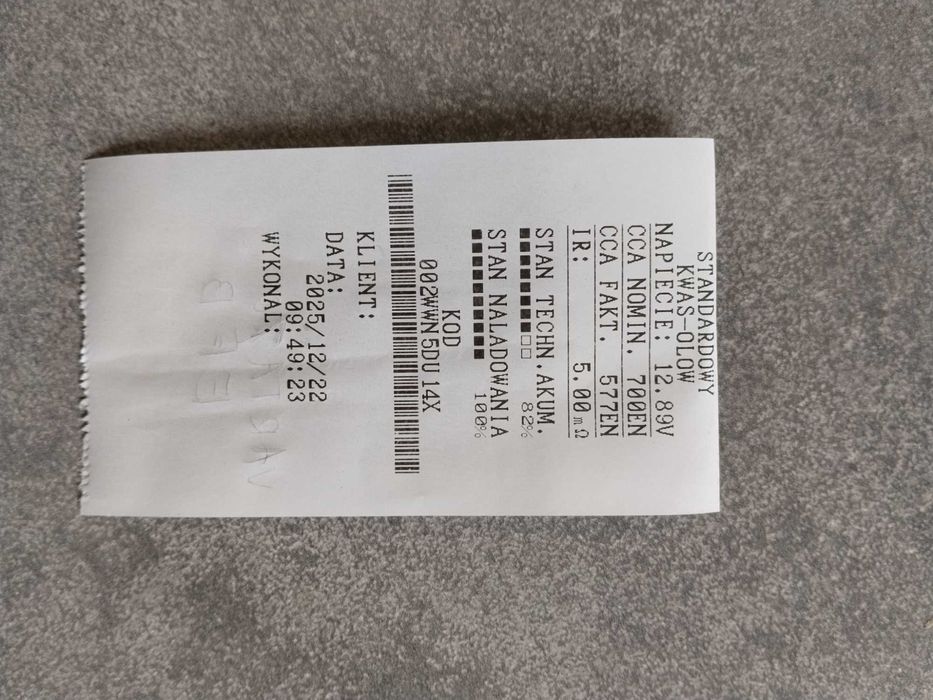 STANDARDOWY
KWAS-OLOW
NAPIECIE: 12.89V
CCA NOMIN. 700EN
CCA FAKT. 577EN
IR: 5.00mΩ
STAN TECHN.AKUM.
82%
STAN NALADOWANIA
100%
KOD
002WWN5DU14X
KLIENT:
DATA:
2025/12/22
09:49:23
WYKONAL: